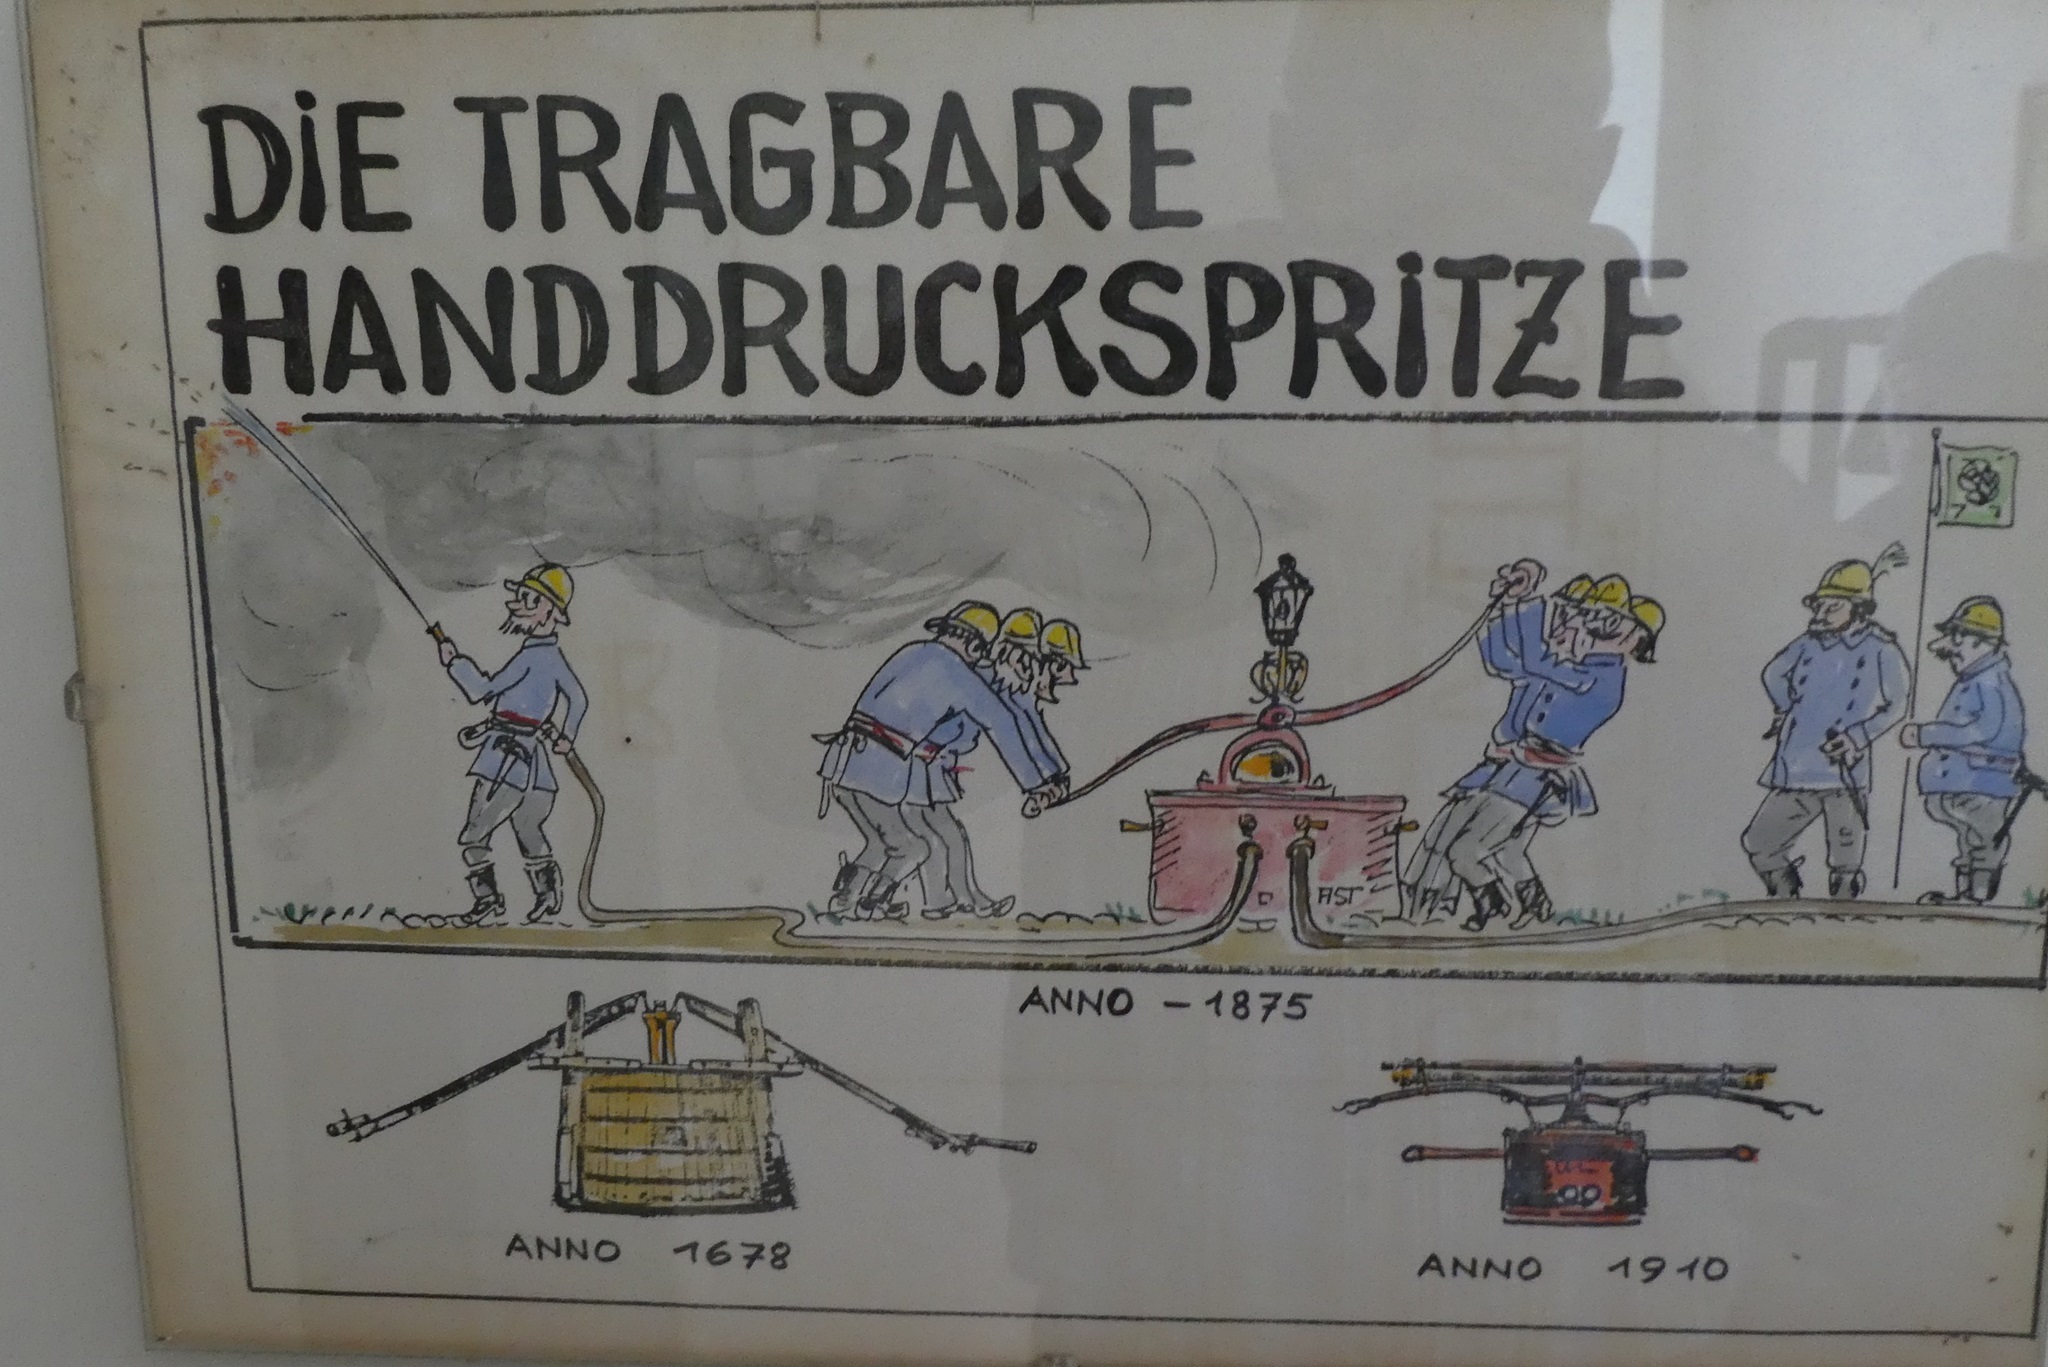 DIE TRAGBARE
HANDDRUCKSPRITZE
ANNO - 1875
ANNO 1678
ANNO 1910